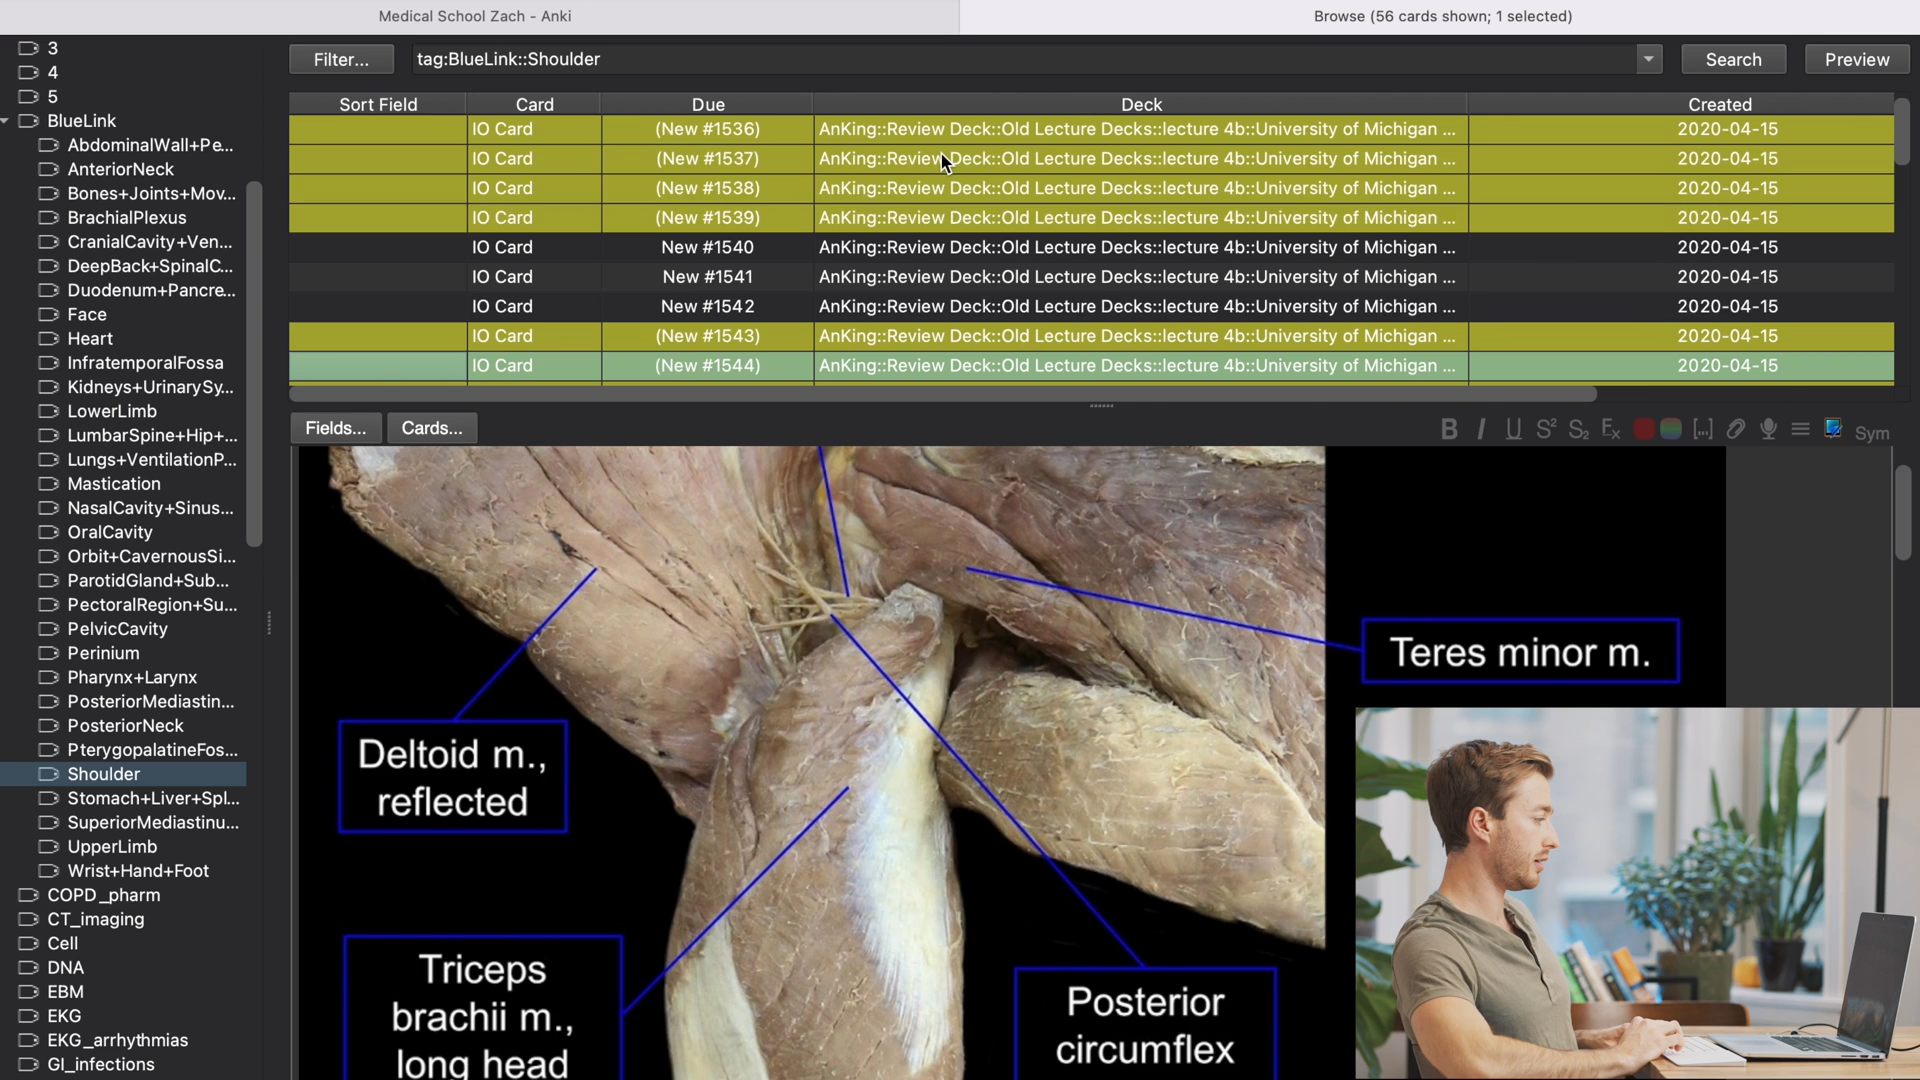 Medical School Zach - Anki
Browse (56 cards shown; 1 selected)
3
4
5
BlueLink
AbdominalWall+Pe...
AnteriorNeck
Bones+Joints+Mov...
BrachialPlexus
CranialCavity+Ven...
DeepBack+SpinalC...
Duodenum+Pancre...
Face
Heart
InfratemporalFossa
Kidneys+UrinarySy...
LowerLimb
LumbarSpine+Hip+...
Lungs+VentilationP...
Mastication
NasalCavity+Sinus...
OralCavity
Orbit+CavernousSi...
ParotidGland+Sub...
PectoralRegion+Su...
PelvicCavity
Perinium
Pharynx+Larynx
PosteriorMediastin...
PosteriorNeck
PterygopalatineFos...
Shoulder
Stomach+Liver+Spl...
SuperiorMediastinu...
UpperLimb
Wrist+Hand+Foot
COPD_pharm
CT_imaging
Cell
DNA
EBM
EKG
EKG_arrhythmias
GI_infections
Filter... tag:BlueLink::Shoulder Search Preview
Sort Field Card Due Deck Created
IO Card (New #1536) AnKing::Review Deck::Old Lecture Decks::lecture 4b::University of Michigan ... 2020-04-15
IO Card (New #1537) AnKing::Review Deck::Old Lecture Decks::lecture 4b::University of Michigan ... 2020-04-15
IO Card (New #1538) AnKing::Review Deck::Old Lecture Decks::lecture 4b::University of Michigan ... 2020-04-15
IO Card (New #1539) AnKing::Review Deck::Old Lecture Decks::lecture 4b::University of Michigan ... 2020-04-15
IO Card New #1540 AnKing::Review Deck::Old Lecture Decks::lecture 4b::University of Michigan ... 2020-04-15
IO Card New #1541 AnKing::Review Deck::Old Lecture Decks::lecture 4b::University of Michigan ... 2020-04-15
IO Card New #1542 AnKing::Review Deck::Old Lecture Decks::lecture 4b::University of Michigan ... 2020-04-15
IO Card (New #1543) AnKing::Review Deck::Old Lecture Decks::lecture 4b::University of Michigan ... 2020-04-15
IO Card (New #1544) AnKing::Review Deck::Old Lecture Decks::lecture 4b::University of Michigan ... 2020-04-15
Fields... Cards... B I U S² S₂ Ex [...] Sym
Teres minor m.
Deltoid m.,
reflected
Triceps
brachii m.,
long head
Posterior
circumflex